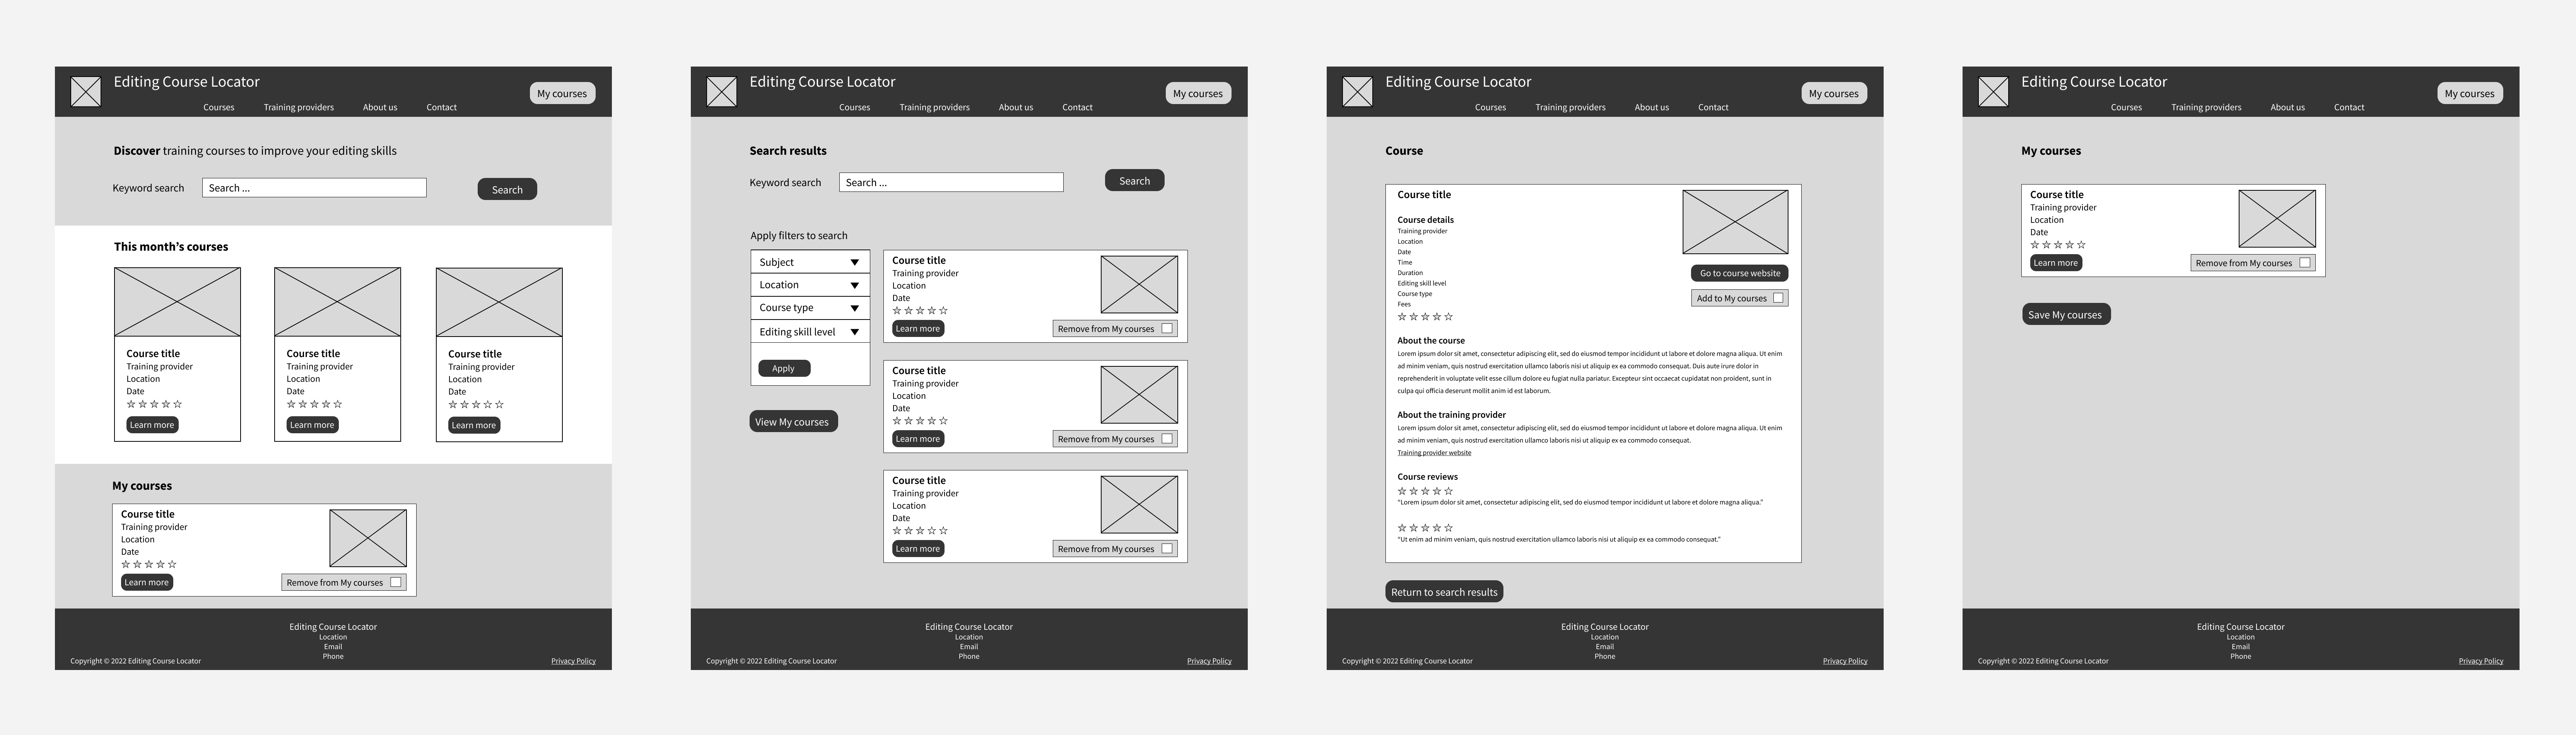 Editing Course Locator
My courses
Courses Training providers About us Contact
Discover training courses to improve your editing skills
Keyword search Search ... Search
This month’s courses
Course title
Training provider
Location
Date
☆ ☆ ☆ ☆ ☆
Learn more
Course title
Training provider
Location
Date
☆ ☆ ☆ ☆ ☆
Learn more
Course title
Training provider
Location
Date
☆ ☆ ☆ ☆ ☆
Learn more
My courses
Course title
Training provider
Location
Date
☆ ☆ ☆ ☆ ☆
Learn more Remove from My courses
Editing Course Locator
Location
Email
Phone
Copyright © 2022 Editing Course Locator Privacy Policy
Editing Course Locator
My courses
Courses Training providers About us Contact
Search results
Keyword search Search ... Search
Apply filters to search
Subject
Location
Course type
Editing skill level
Apply
View My courses
Course title
Training provider
Location
Date
☆ ☆ ☆ ☆ ☆
Learn more Remove from My courses
Course title
Training provider
Location
Date
☆ ☆ ☆ ☆ ☆
Learn more Remove from My courses
Course title
Training provider
Location
Date
☆ ☆ ☆ ☆ ☆
Learn more Remove from My courses
Editing Course Locator
Location
Email
Phone
Copyright © 2022 Editing Course Locator Privacy Policy
Editing Course Locator
My courses
Courses Training providers About us Contact
Course
Course title
Course details
Training provider
Location
Date
Time
Duration
Editing skill level
Course type
Fees
☆ ☆ ☆ ☆ ☆
Go to course website
Add to My courses
About the course
Lorem ipsum dolor sit amet, consectetur adipiscing elit, sed do eiusmod tempor incididunt ut labore et dolore magna aliqua. Ut enim
ad minim veniam, quis nostrud exercitation ullamco laboris nisi ut aliquip ex ea commodo consequat. Duis aute irure dolor in
reprehenderit in voluptate velit esse cillum dolore eu fugiat nulla pariatur. Excepteur sint occaecat cupidatat non proident, sunt in
culpa qui officia deserunt mollit anim id est laborum.
About the training provider
Lorem ipsum dolor sit amet, consectetur adipiscing elit, sed do eiusmod tempor incididunt ut labore et dolore magna aliqua. Ut enim
ad minim veniam, quis nostrud exercitation ullamco laboris nisi ut aliquip ex ea commodo consequat.
Training provider website
Course reviews
☆ ☆ ☆ ☆ ☆
“Lorem ipsum dolor sit amet, consectetur adipiscing elit, sed do eiusmod tempor incididunt ut labore et dolore magna aliqua.”
☆ ☆ ☆ ☆ ☆
“Ut enim ad minim veniam, quis nostrud exercitation ullamco laboris nisi ut aliquip ex ea commodo consequat.”
Return to search results
Editing Course Locator
Location
Email
Phone
Copyright © 2022 Editing Course Locator Privacy Policy
Editing Course Locator
My courses
Courses Training providers About us Contact
My courses
Course title
Training provider
Location
Date
☆ ☆ ☆ ☆ ☆
Learn more Remove from My courses
Save My courses
Editing Course Locator
Location
Email
Phone
Copyright © 2022 Editing Course Locator Privacy Policy